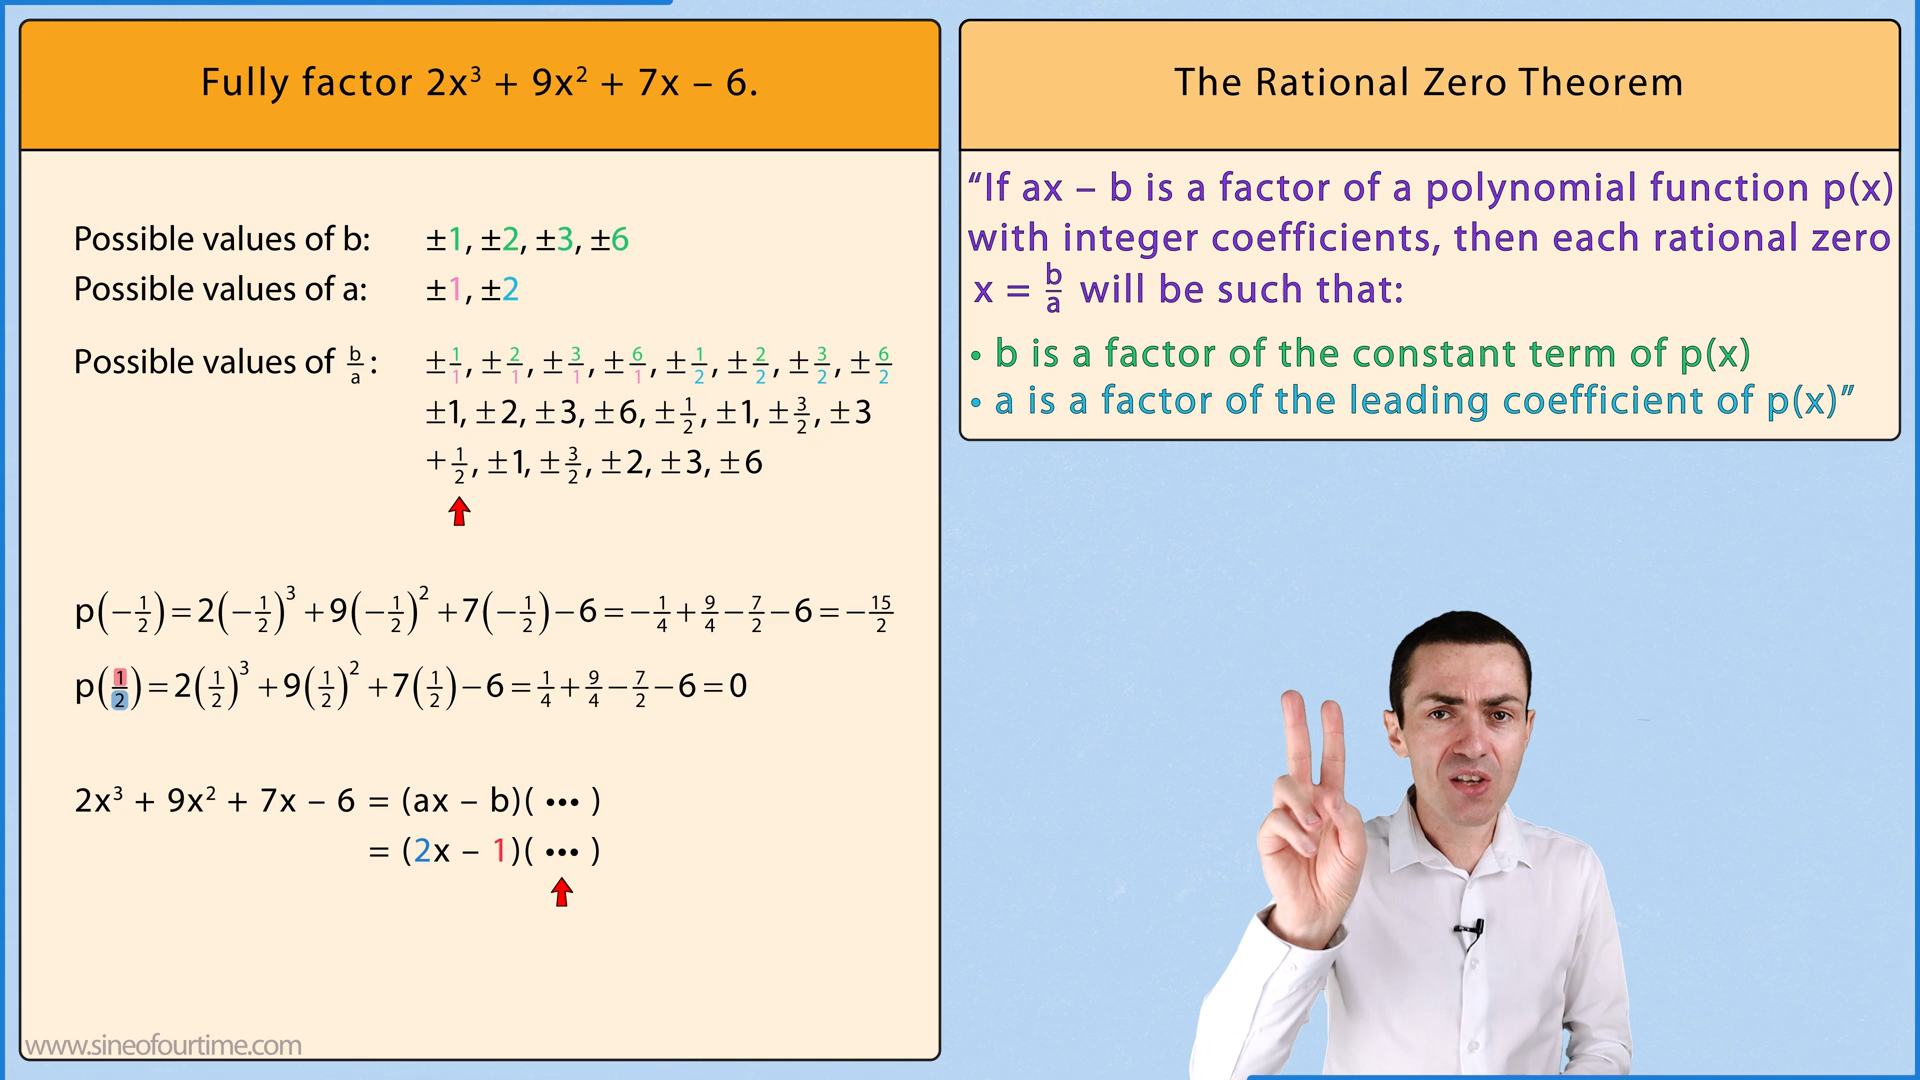 Fully factor 2x³ + 9x² + 7x – 6.
Possible values of b: ±1, ±2, ±3, ±6
Possible values of a: ±1, ±2
Possible values of b/a: ±1/1, ±2/1, ±3/1, ±6/1, ±1/2, ±2/2, ±3/2, ±6/2
±1, ±2, ±3, ±6, ±1/2, ±1, ±3/2, ±3
+1/2, ±1, ±3/2, ±2, ±3, ±6
p(−1/2) = 2(−1/2)³ + 9(−1/2)² + 7(−1/2) − 6 = −1/4 + 9/4 − 7/2 − 6 = −15/2
p(1/2) = 2(1/2)³ + 9(1/2)² + 7(1/2) − 6 = 1/4 + 9/4 − 7/2 − 6 = 0
2x³ + 9x² + 7x – 6 = (ax – b)( ••• )
= (2x – 1)( ••• )
www.sineofourtime.com
The Rational Zero Theorem
“If ax – b is a factor of a polynomial function p(x)
with integer coefficients, then each rational zero
x = b/a will be such that:
• b is a factor of the constant term of p(x)
• a is a factor of the leading coefficient of p(x)”